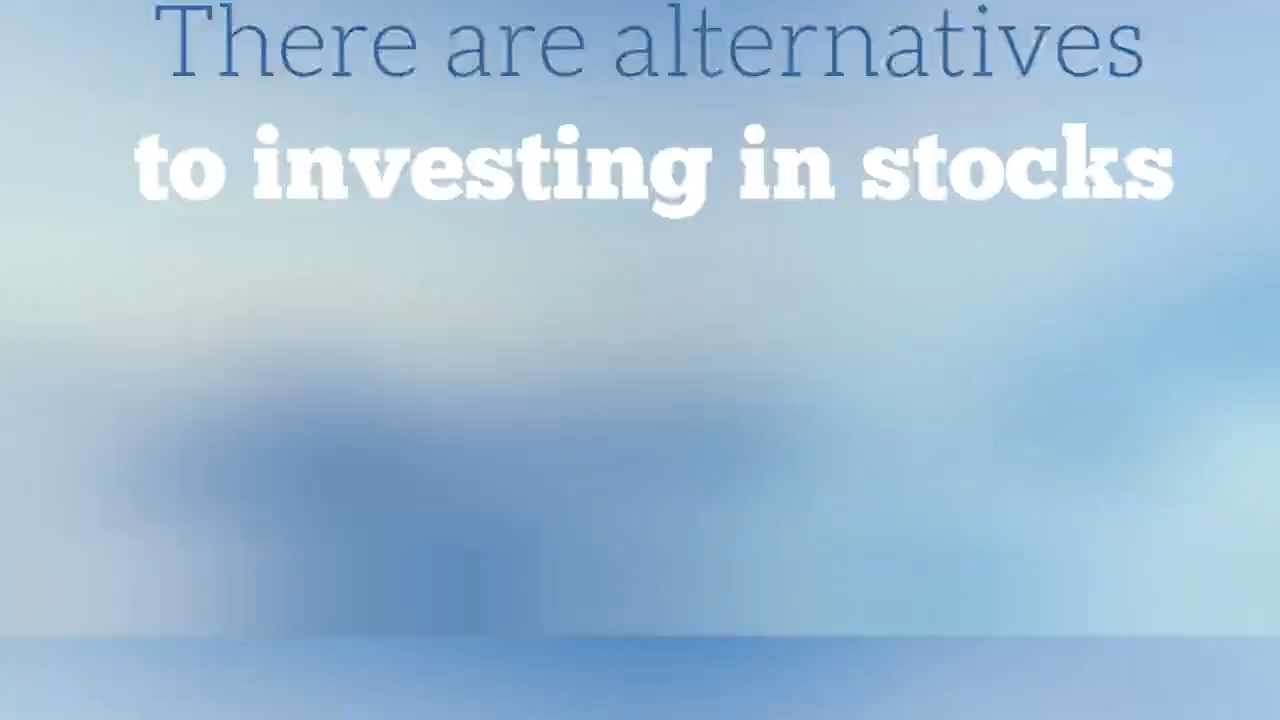 There are alternatives
to investing in stocks